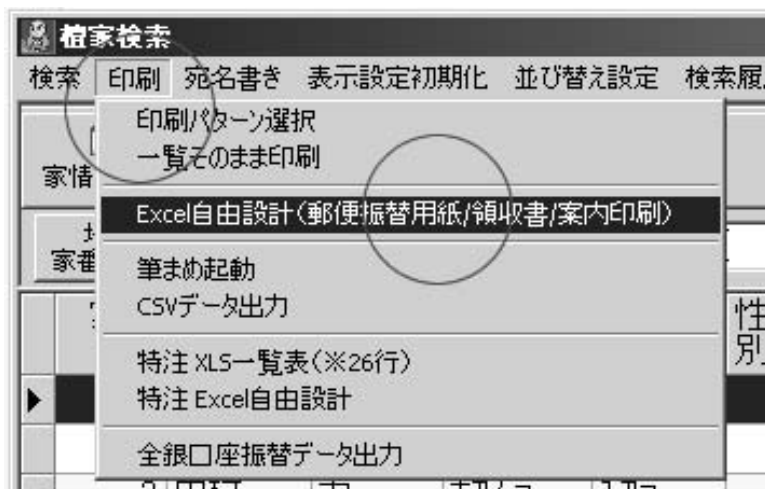 檀家検索
検索 印刷 宛名書き 表示設定初期化 並び替え設定 検索履
印刷パターン選択
一覧そのまま印刷
家情
Excel自由設計(郵便振替用紙/領収書/案内印刷)
家番
筆まめ起動
CSVデータ出力
性別
特注 XLS一覧表(※26行)
特注 Excel自由設計
全銀口座振替データ出力